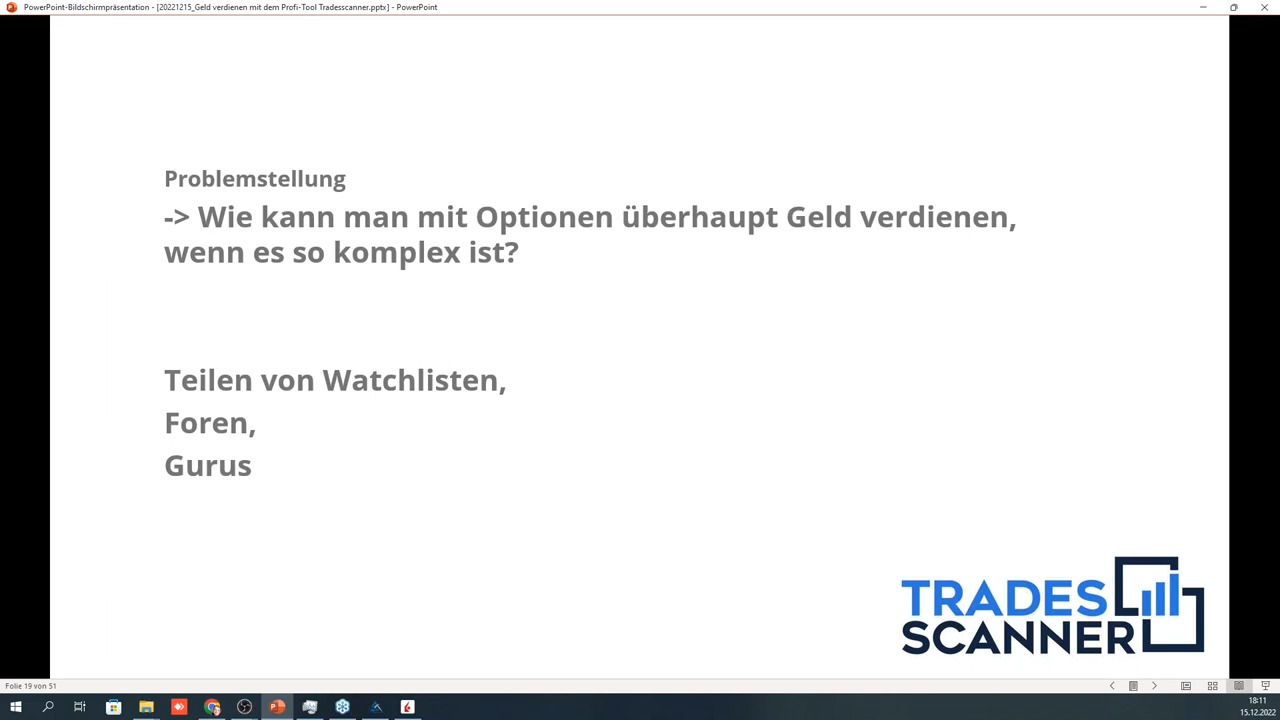 PowerPoint-Bildschirmpräsentation - [20221215_Geld verdienen mit dem Profi-Tool Tradesscanner.pptx] - PowerPoint
Problemstellung
-> Wie kann man mit Optionen überhaupt Geld verdienen,
wenn es so komplex ist?
Teilen von Watchlisten,
Foren,
Gurus
TRADES
SCANNER
Folie 19 von 51
18:11
15.12.2022